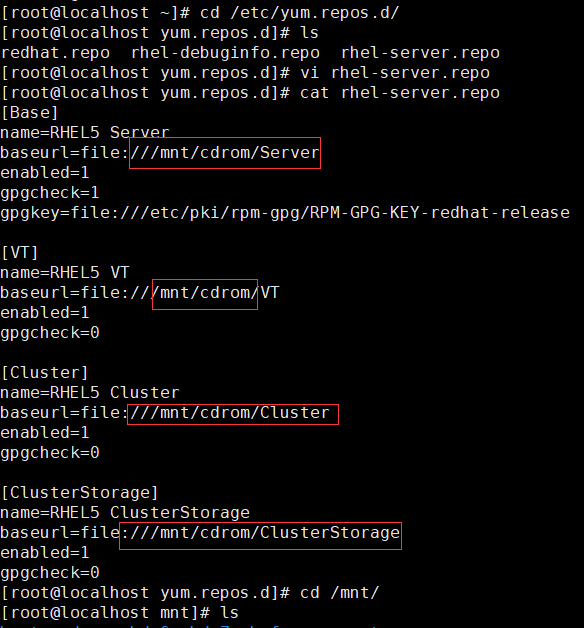 [root@localhost ~]# cd /etc/yum.repos.d/
[root@localhost yum.repos.d]# ls
redhat.repo  rhel-debuginfo.repo  rhel-server.repo
[root@localhost yum.repos.d]# vi rhel-server.repo
[root@localhost yum.repos.d]# cat rhel-server.repo
[Base]
name=RHEL5 Server
baseurl=file:///mnt/cdrom/Server
enabled=1
gpgcheck=1
gpgkey=file:///etc/pki/rpm-gpg/RPM-GPG-KEY-redhat-release
[VT]
name=RHEL5 VT
baseurl=file:///mnt/cdrom/VT
enabled=1
gpgcheck=0
[Cluster]
name=RHEL5 Cluster
baseurl=file:///mnt/cdrom/Cluster
enabled=1
gpgcheck=0
[ClusterStorage]
name=RHEL5 ClusterStorage
baseurl=file:///mnt/cdrom/ClusterStorage
enabled=1
gpgcheck=0
[root@localhost yum.repos.d]# cd /mnt/
[root@localhost mnt]# ls